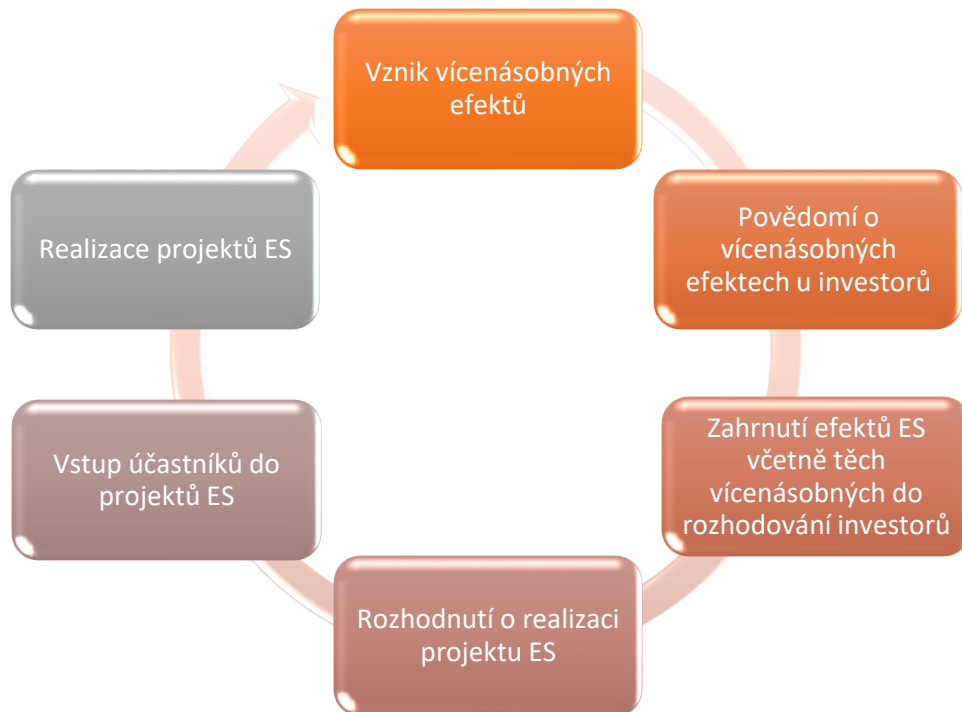 Vznik vícenásobných
efektů
Povědomí o
vícenásobných
efektech u investorů
Zahrnutí efektů ES
včetně těch
vícenásobných do
rozhodování investorů
Rozhodnutí o realizaci
projektu ES
Vstup účastníků do
projektů ES
Realizace projektů ES